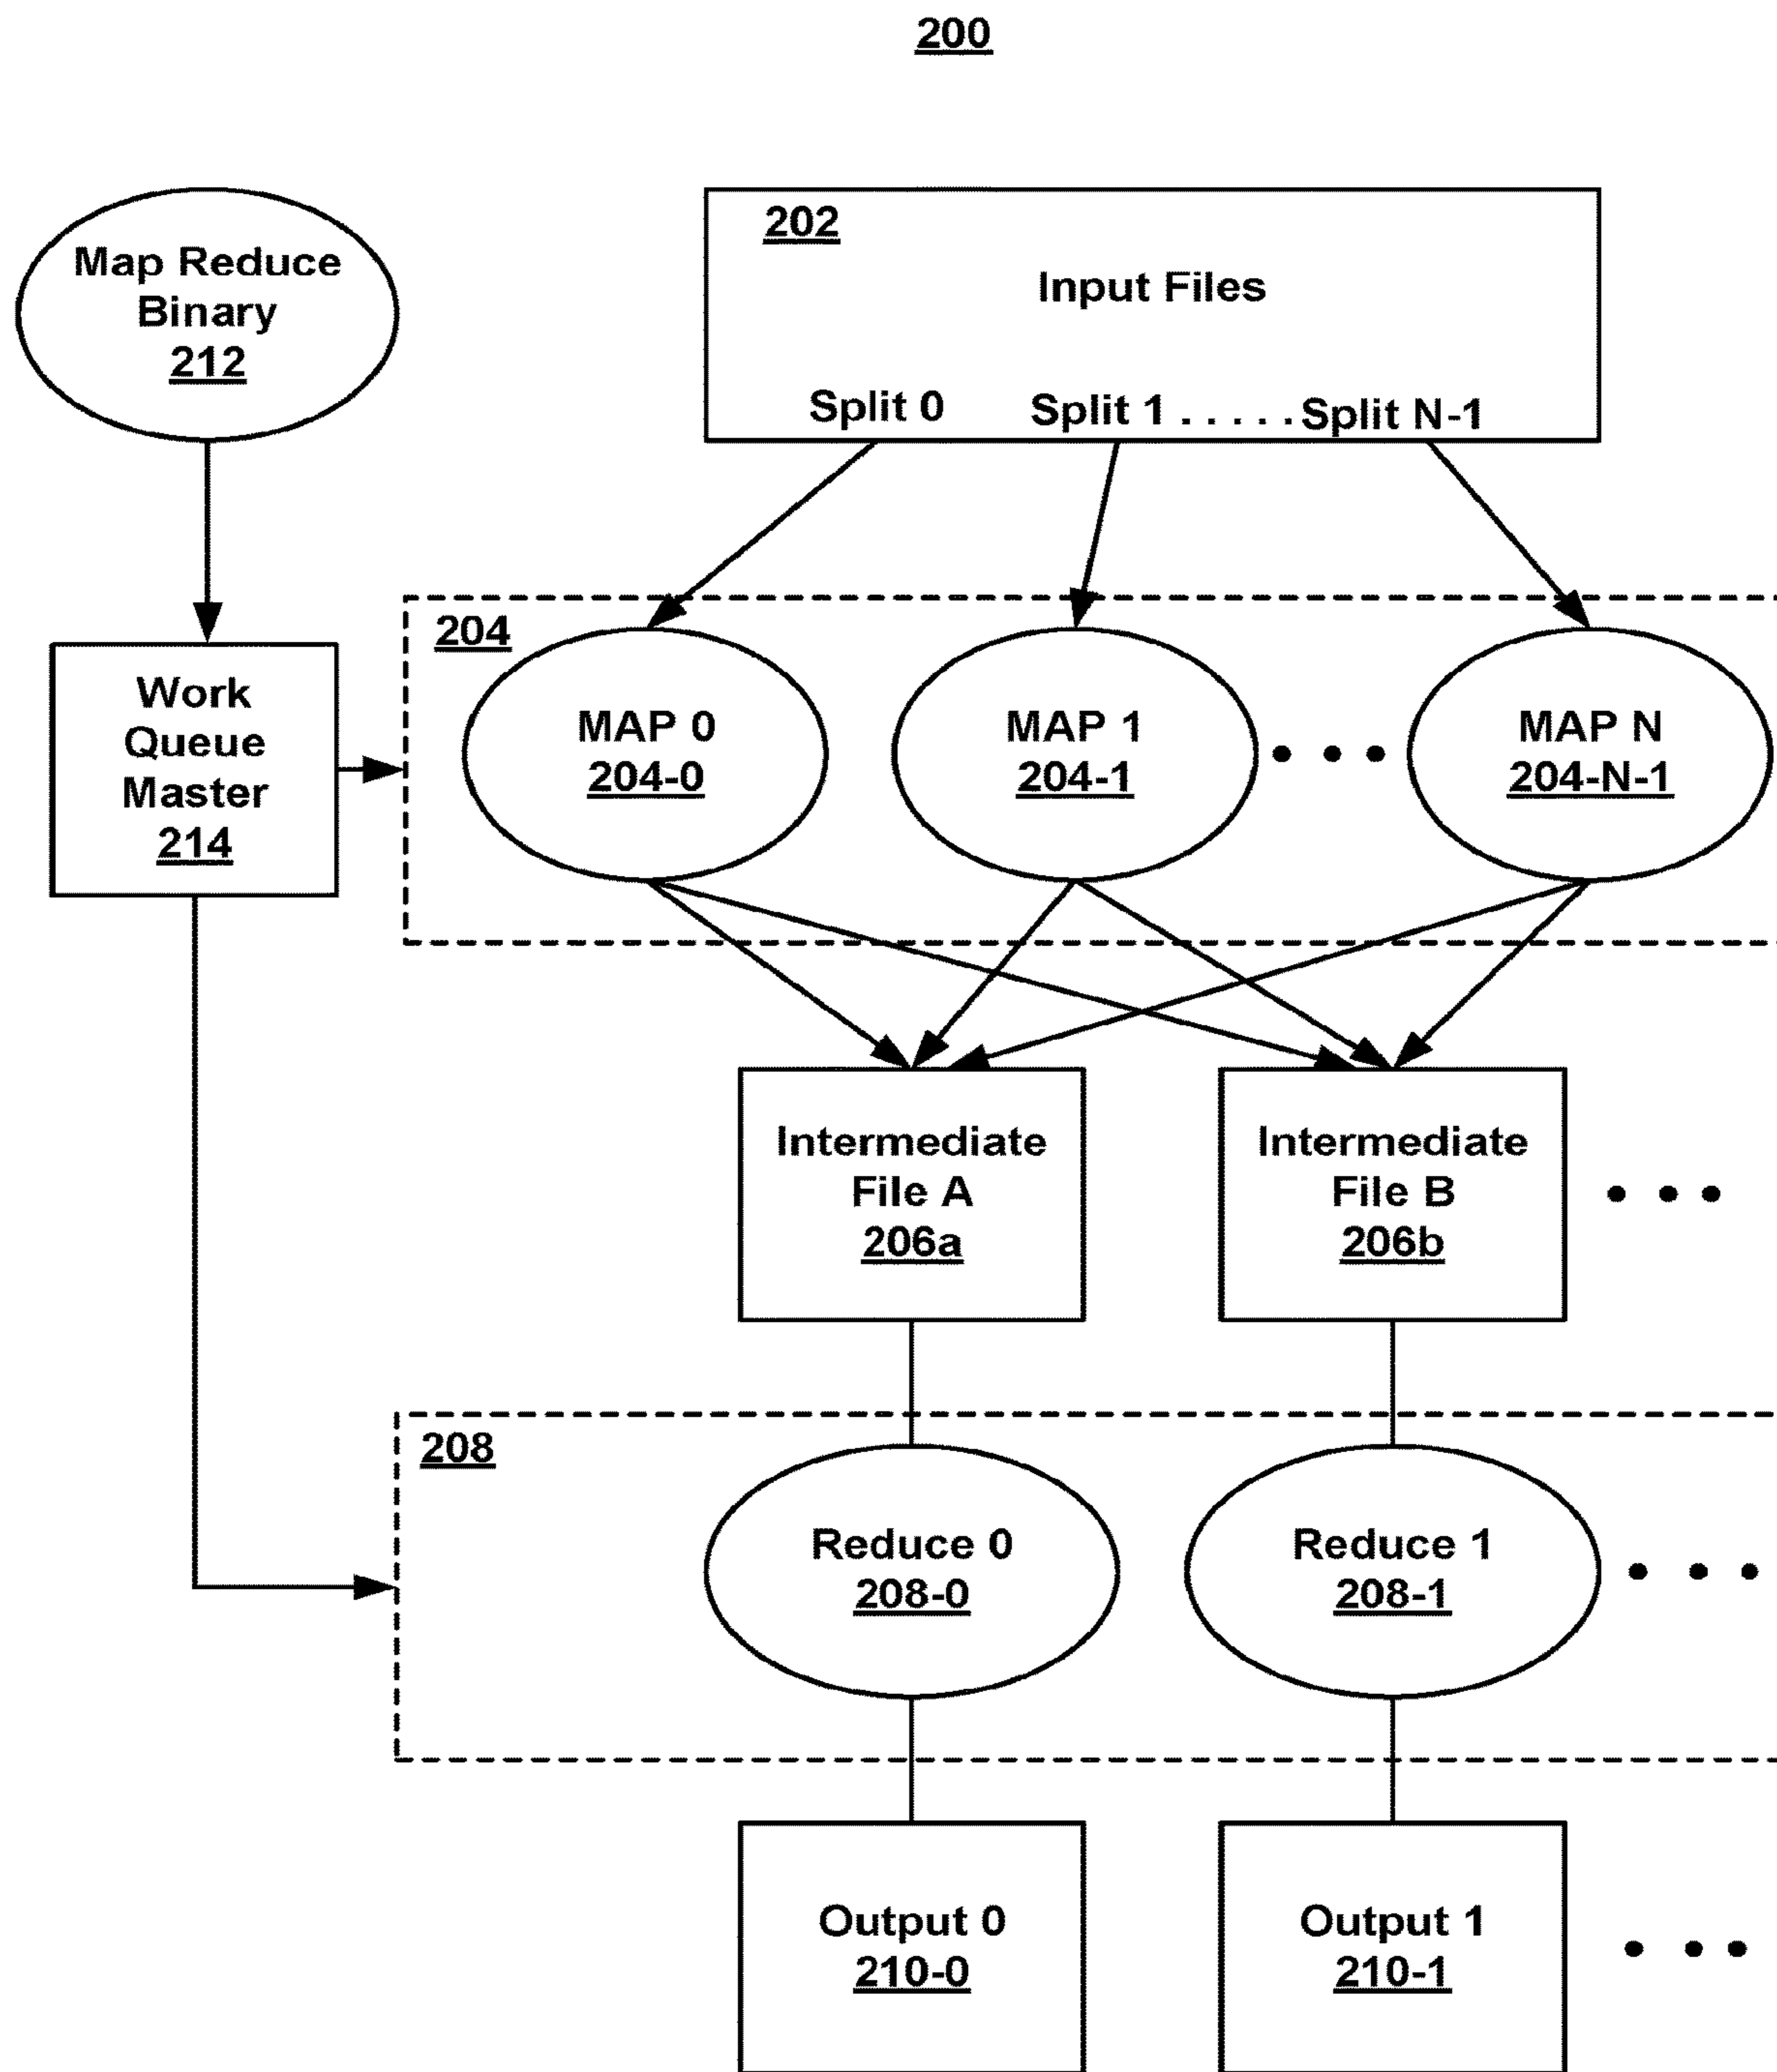 200
Map Reduce
Binary
212
202
Input Files
Split 0 Split 1 . . . . . Split N-1
Work
Queue
Master
214
204
MAP 0
204-0
MAP 1
204-1
MAP N
204-N-1
Intermediate
File A
206a
Intermediate
File B
206b
208
Reduce 0
208-0
Reduce 1
208-1
Output 0
210-0
Output 1
210-1